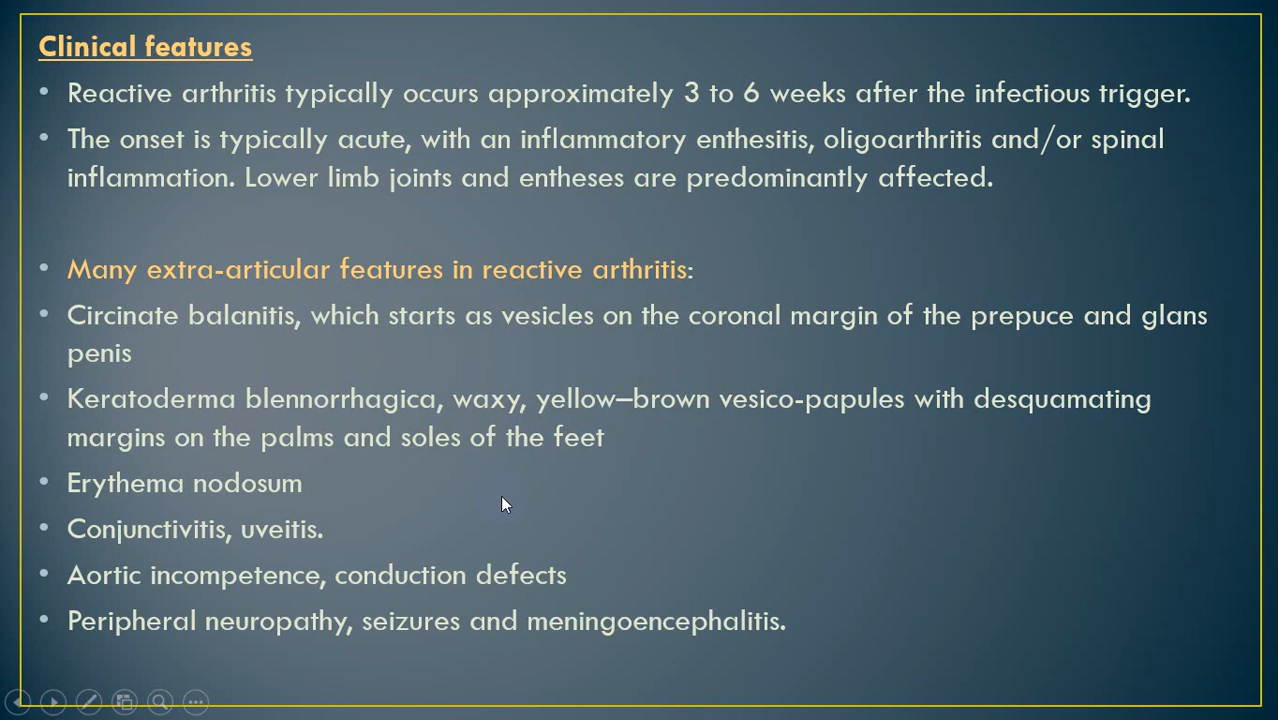 Clinical features
• Reactive arthritis typically occurs approximately 3 to 6 weeks after the infectious trigger.
• The onset is typically acute, with an inflammatory enthesitis, oligoarthritis and/or spinal
inflammation. Lower limb joints and entheses are predominantly affected.
• Many extra-articular features in reactive arthritis:
• Circinate balanitis, which starts as vesicles on the coronal margin of the prepuce and glans
penis
• Keratoderma blennorrhagica, waxy, yellow–brown vesico-papules with desquamating
margins on the palms and soles of the feet
• Erythema nodosum
• Conjunctivitis, uveitis.
• Aortic incompetence, conduction defects
• Peripheral neuropathy, seizures and meningoencephalitis.